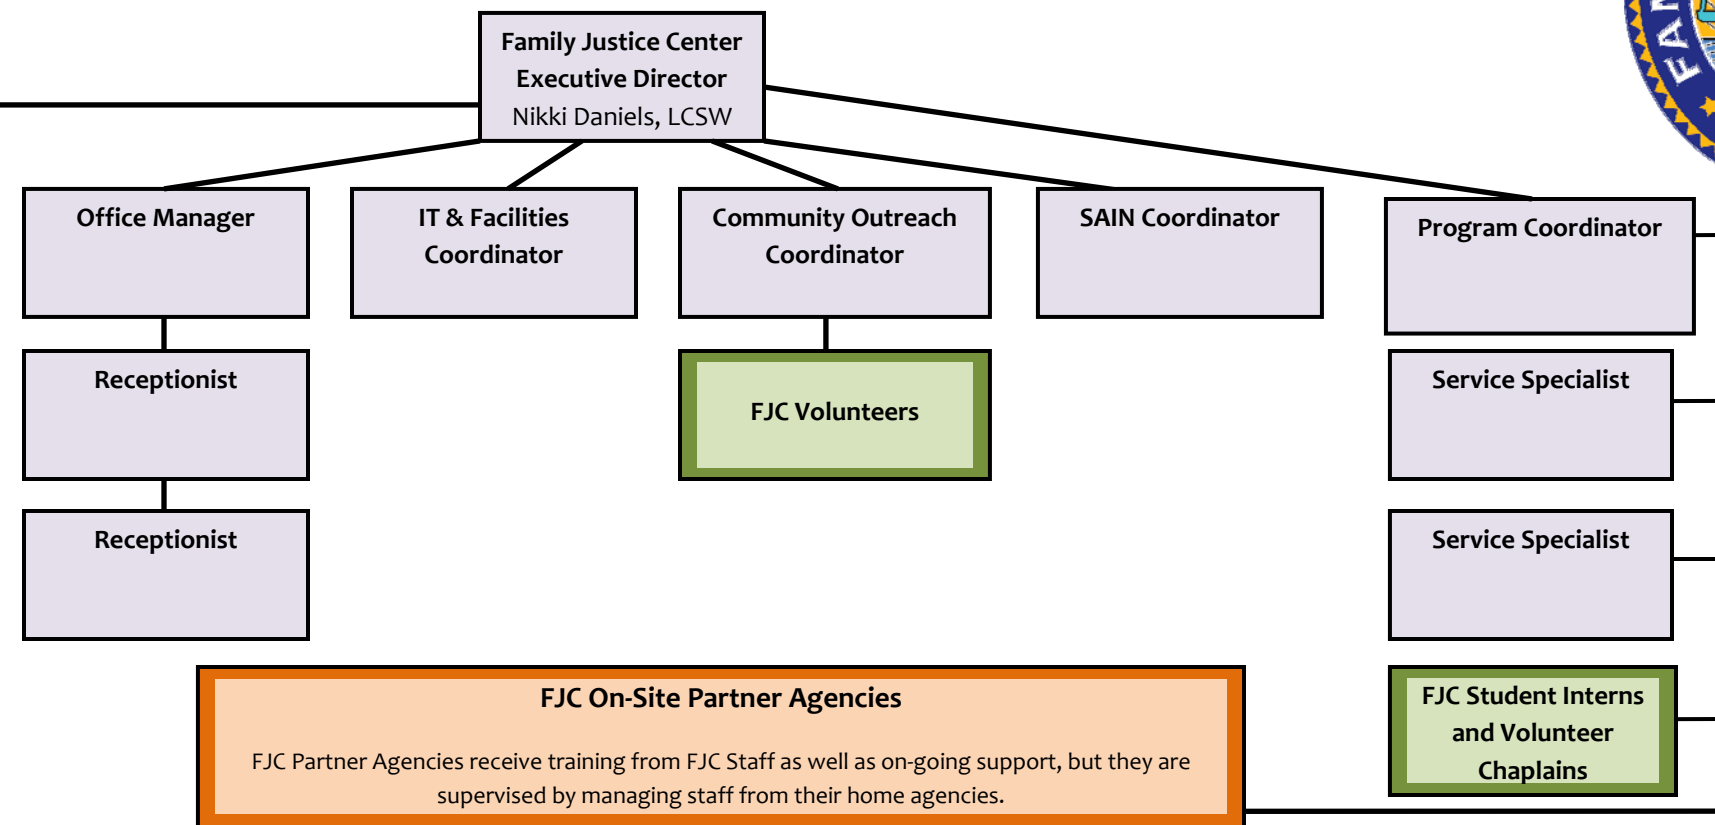 Family Justice Center
Executive Director
Nikki Daniels, LCSW
FAM
Office Manager
IT & Facilities
Coordinator
Community Outreach
Coordinator
SAIN Coordinator
Program Coordinator
Receptionist
FJC Volunteers
Service Specialist
Receptionist
Service Specialist
FJC On-Site Partner Agencies
FJC Partner Agencies receive training from FJC Staff as well as on-going support, but they are
supervised by managing staff from their home agencies.
FJC Student Interns
and Volunteer
Chaplains